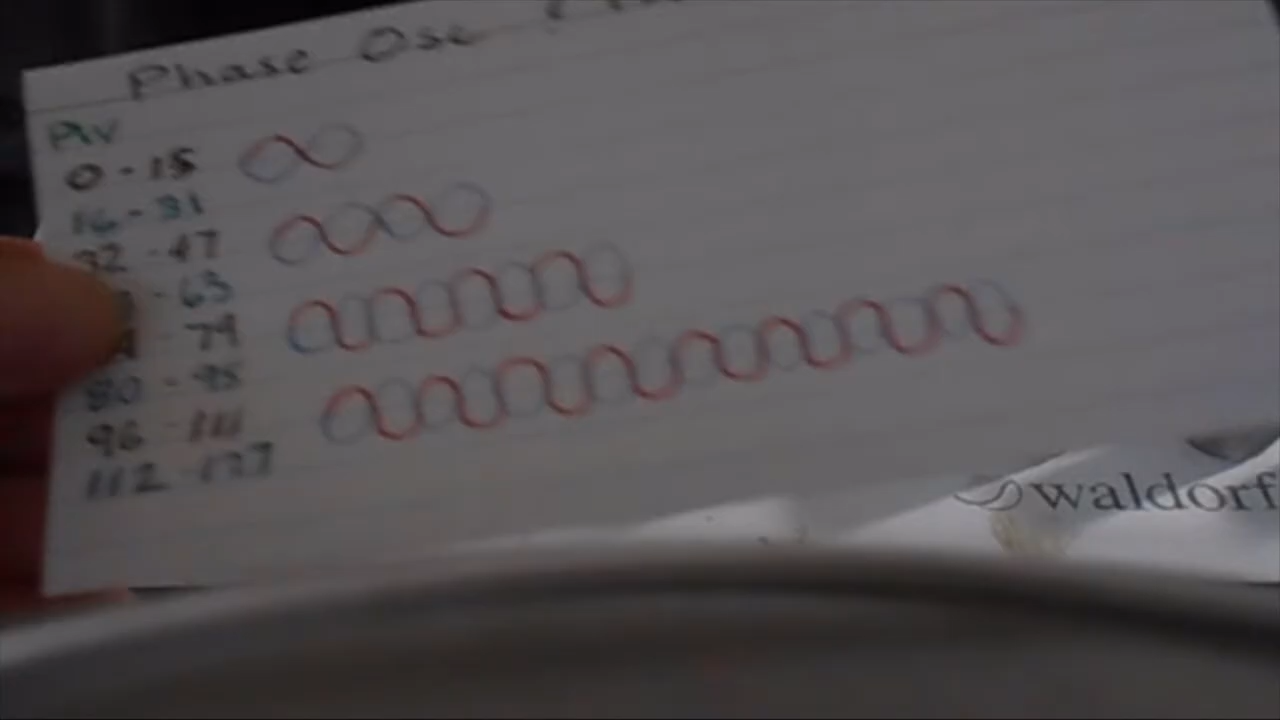 Phase Osc
PW
0 - 15
16 - 31
32 - 47
- 63
- 79
80 - 95
96 - 111
112 - 127
waldorf